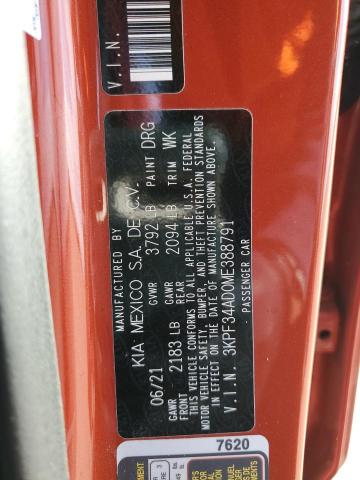 V.I.N.
MANUFACTURED BY
KIA MEXICO S.A. DE C.V.
06/21 GVWR 3792 LB PAINT DRG
GAWR FRONT 2183 LB GAWR REAR 2094 LB TRIM WK
THIS VEHICLE CONFORMS TO ALL APPLICABLE U.S.A. FEDERAL
MOTOR VEHICLE SAFETY, BUMPER, AND THEFT PREVENTION STANDARDS
IN EFFECT ON THE DATE OF MANUFACTURE SHOWN ABOVE.
V.I.N. 3KPF34AD0ME388791
PASSENGER CAR
7620